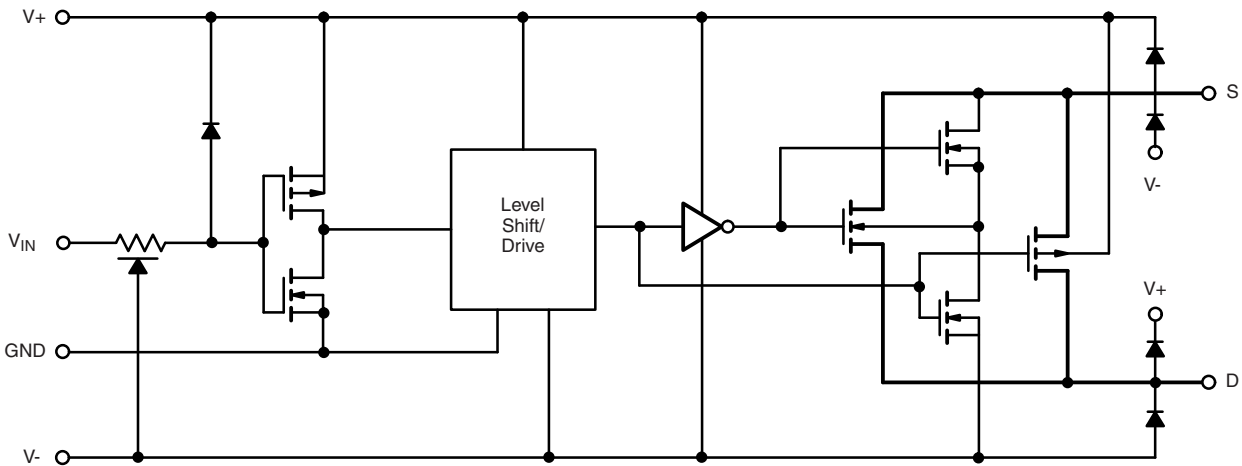 V+
S
V-
Level
Shift/
Drive
VIN
V+
GND
D
V-